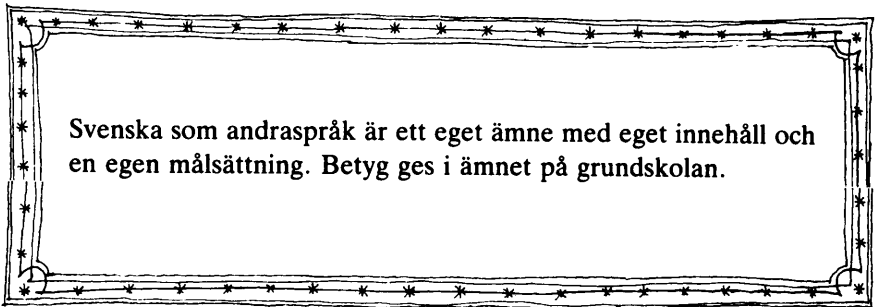 Svenska som andraspråk är ett eget ämne med eget innehåll och
en egen målsättning. Betyg ges i ämnet på grundskolan.